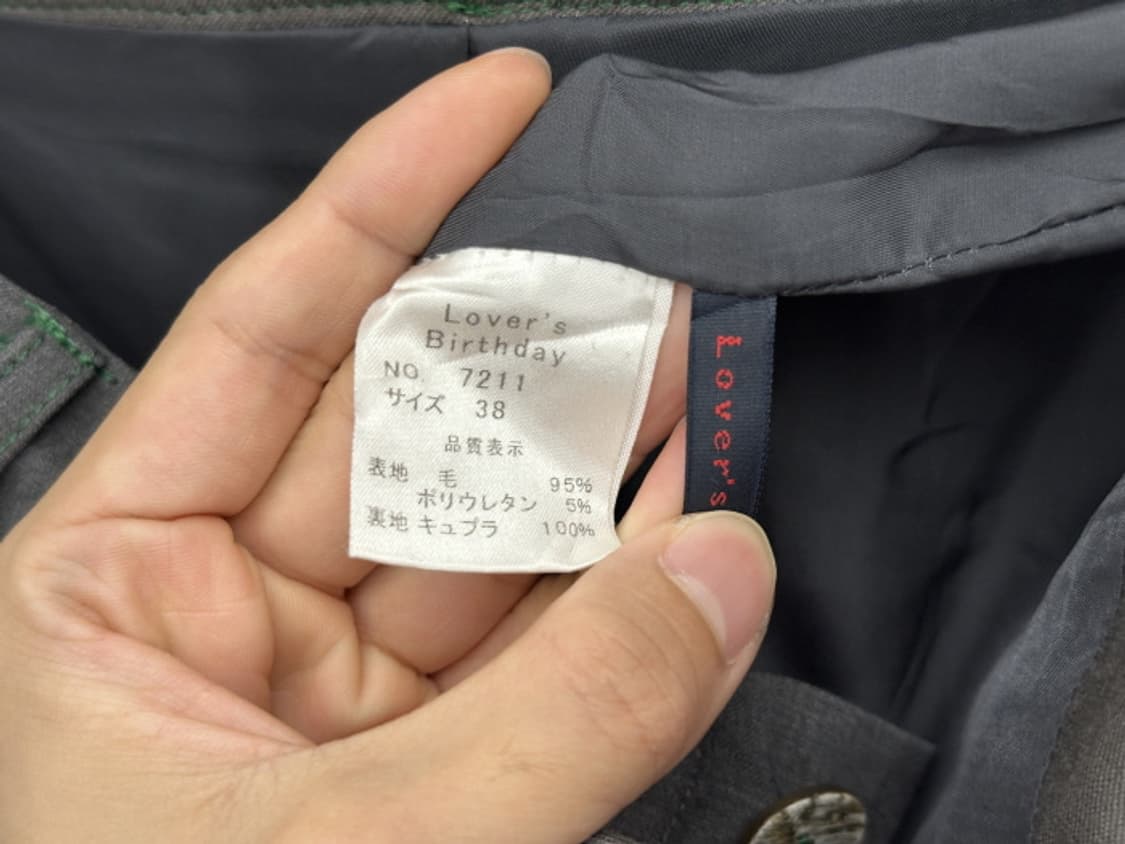 Lover's
Birthday
NO. 7211
サイズ 38
品質表示
表地 毛 95%
ポリウレタン 5%
裏地 キュプラ 100%
Lover's